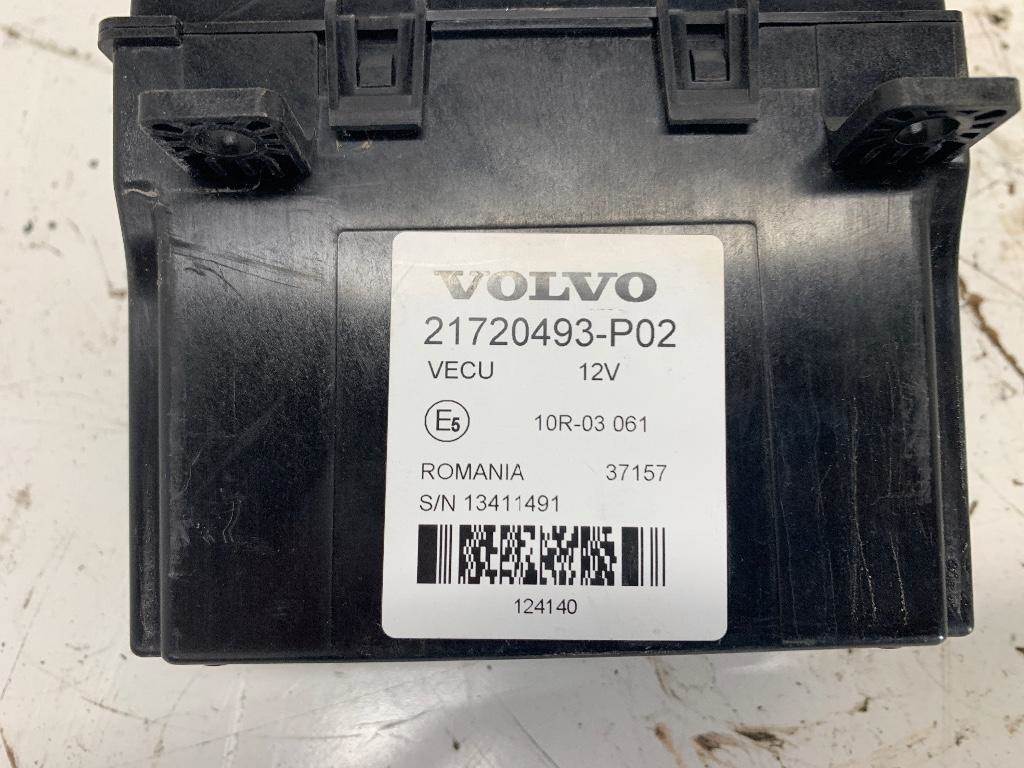 VOLVO
21720493-P02
VECU 12V
E5 10R-03 061
ROMANIA 37157
S/N 13411491
124140